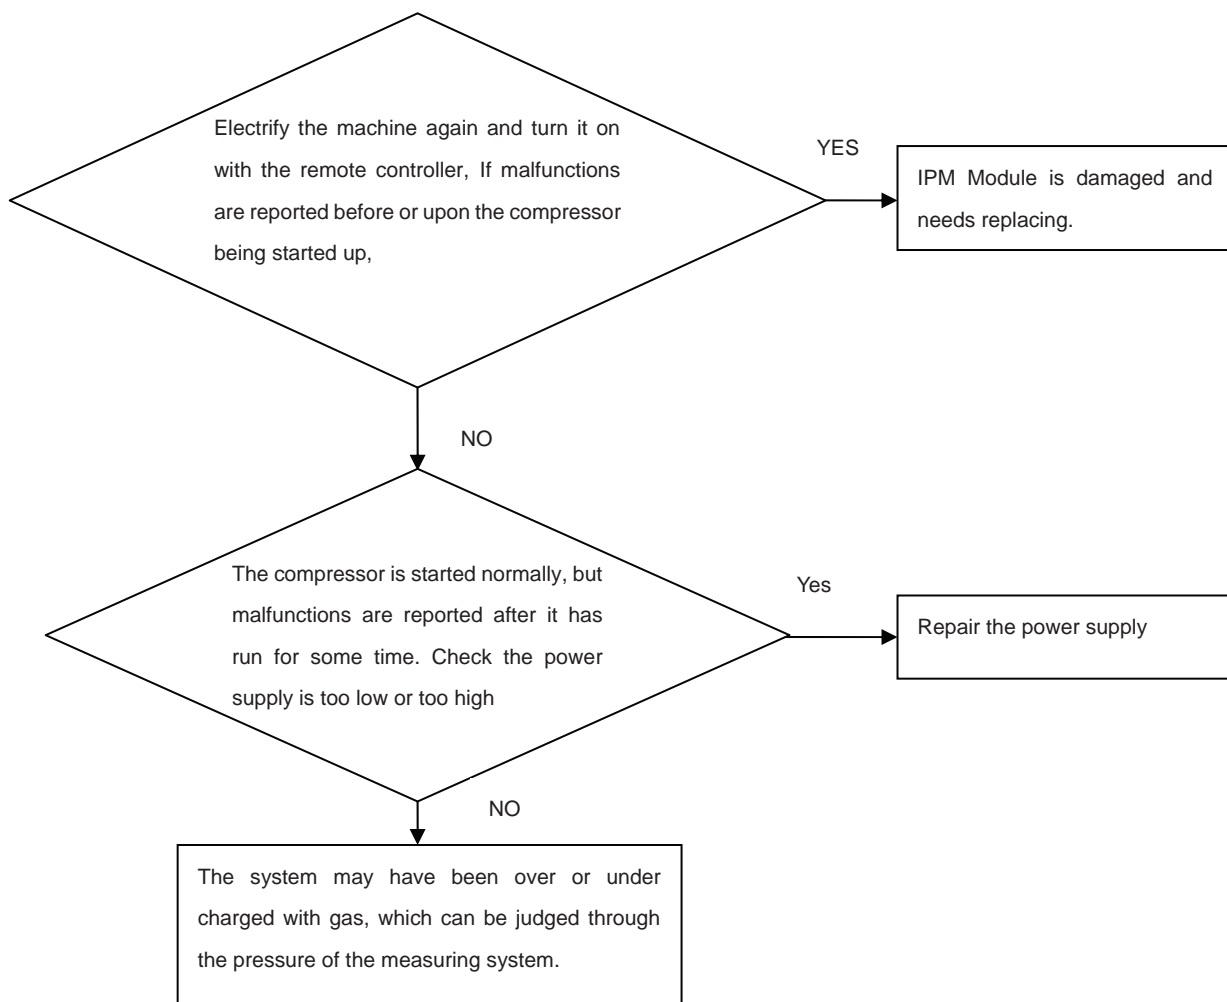 Electrify the machine again and turn it on
with the remote controller, If malfunctions
are reported before or upon the compressor
being started up,
YES
IPM Module is damaged and
needs replacing.
NO
The compressor is started normally, but
malfunctions are reported after it has
run for some time. Check the power
supply is too low or too high
Yes
Repair the power supply
NO
The system may have been over or under
charged with gas, which can be judged through
the pressure of the measuring system.